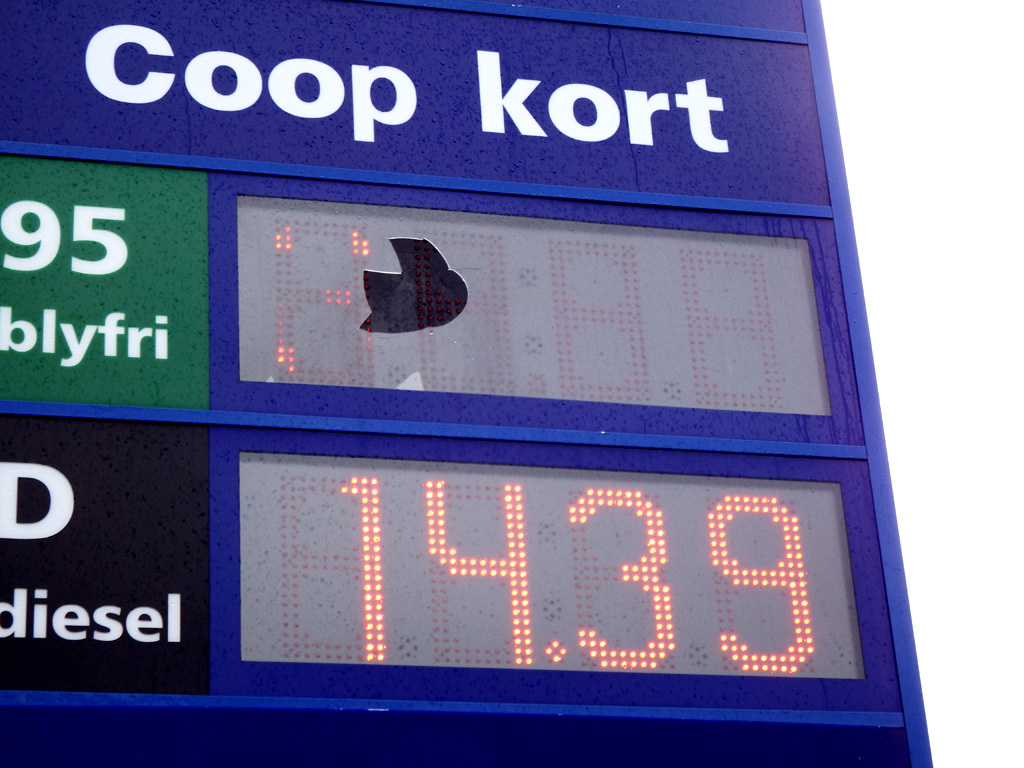 Coop kort
95
blyfri
D
14.39
diesel